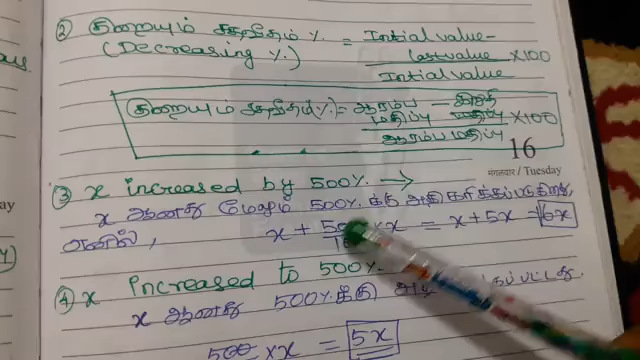 ② குறையும் சதவீதம் % = Initial value -
(Decreasing %) Last value ×100
Initial value
குறையும் சதவீதம்(%) = ஆரம்ப மதிப்பு - இறுதி மதிப்பு ×100
ஆரம்ப மதிப்பு
16
मंगलवार / Tuesday
③ x increased by 500% →
x ஆனது மேலும் 500% க்கு அதிகரிக்கப்படுகிறது
எனில்,
x + 50 x = x + 5x = 6x
④ x Increased to 500%.
x ஆனது 500% க்கு
500 × x = 5x